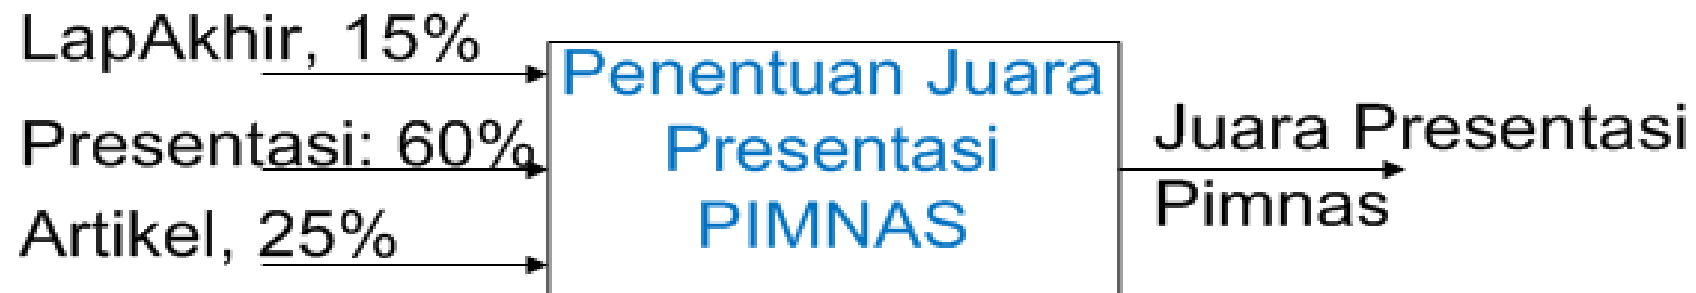 LapAkhir, 15%
Presentasi: 60%
Artikel, 25%
Penentuan Juara
Presentasi
PIMNAS
Juara Presentasi
Pimnas